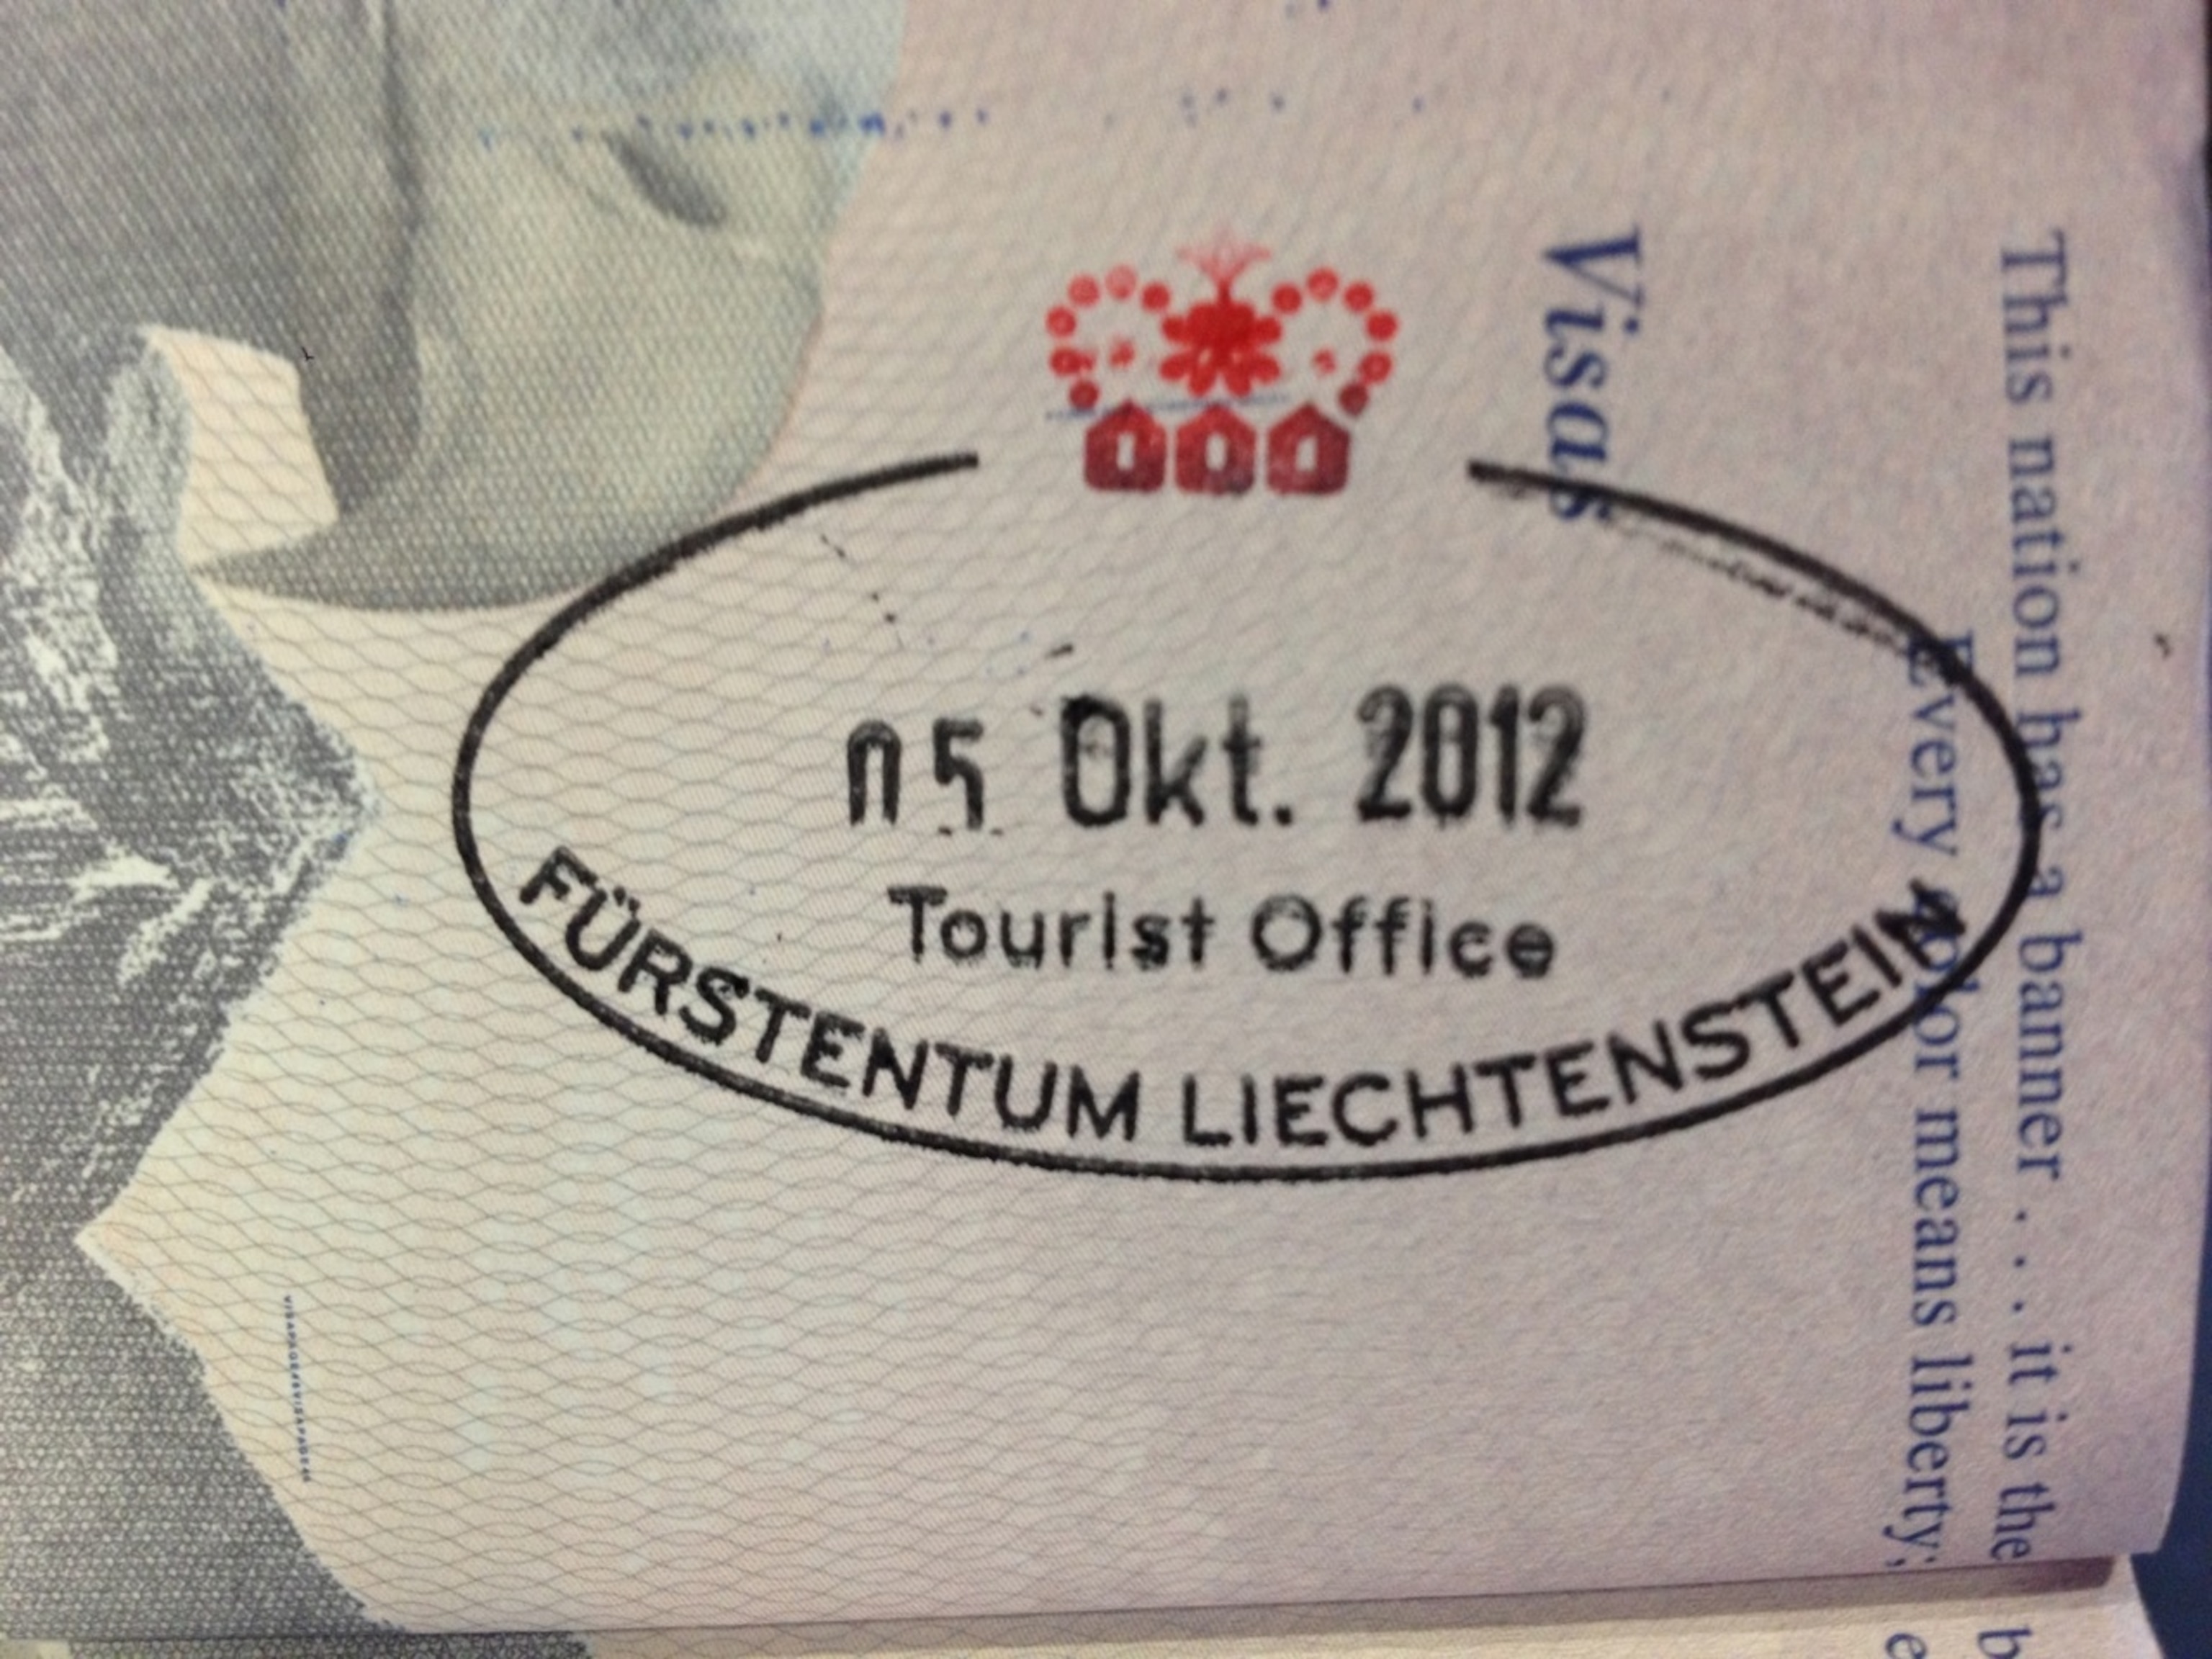 05 Okt. 2012
Tourist Office
FÜRSTENTUM LIECHTENSTEIN
Visas
This nation has a banner . . . it is the
Every color means liberty;